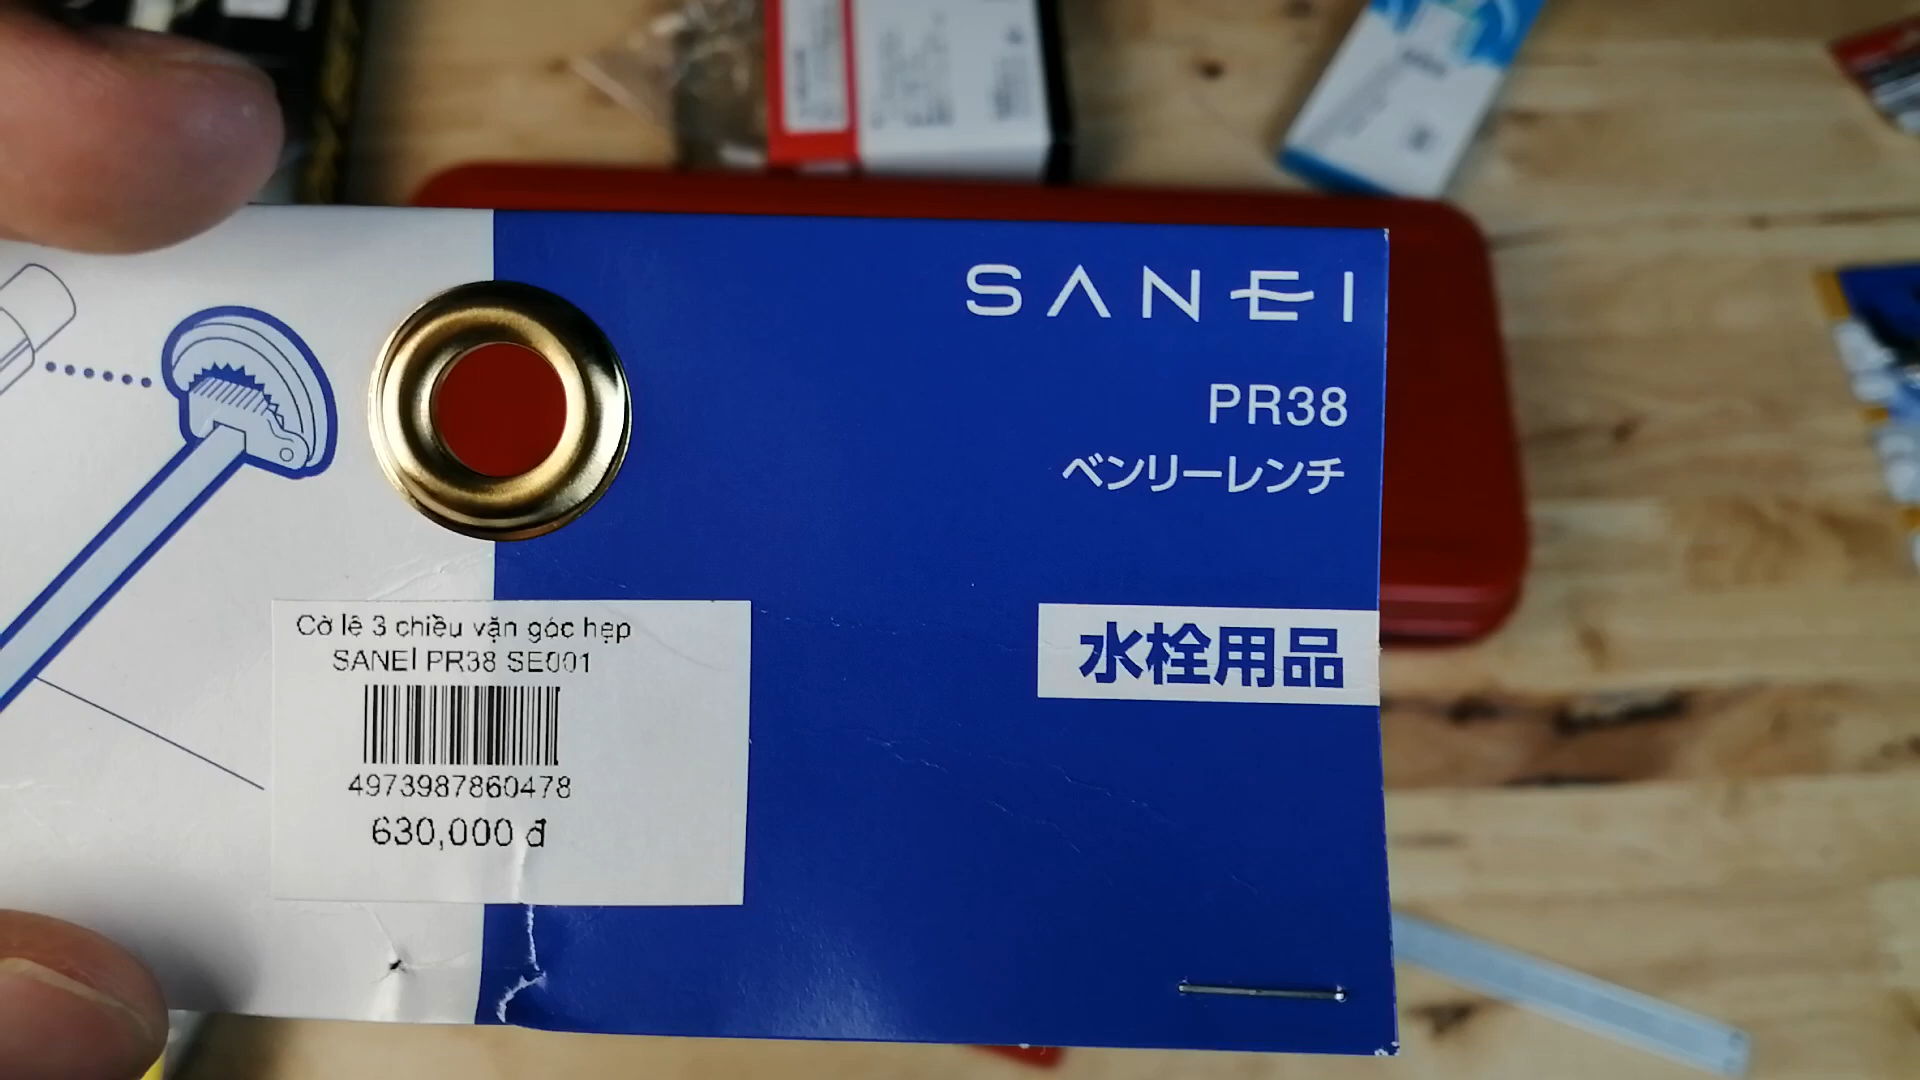 SANEI
PR38
ベンリーレンチ
水栓用品
Cờ lê 3 chiều vặn góc hẹp
SANEI PR38 SE001
4973987860478
630,000 đ